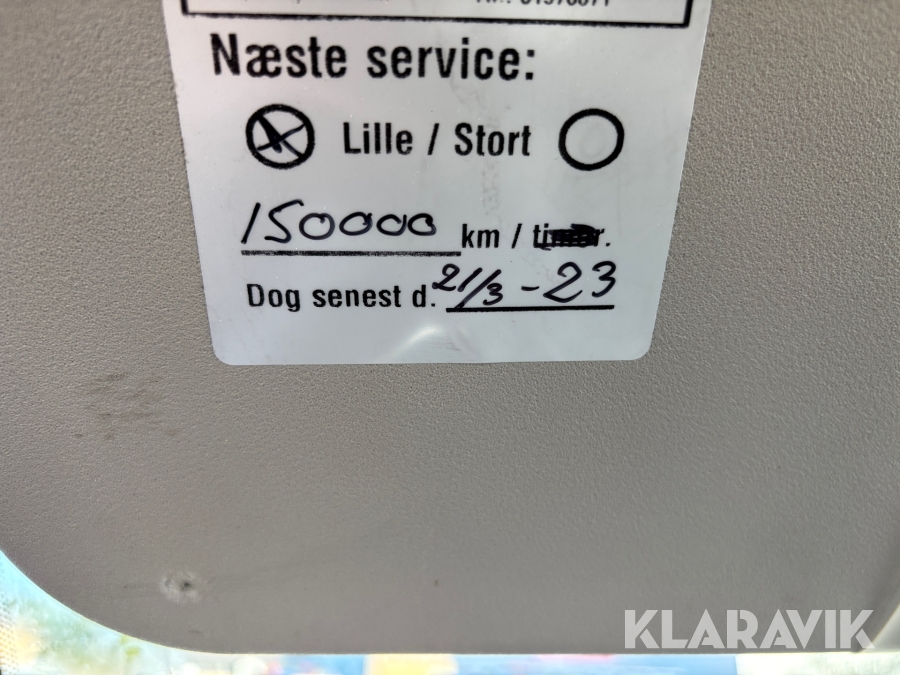 Næste service:
Lille / Stort
150000 km / timer.
Dog senest d. 21/3-23
KLARAVIK